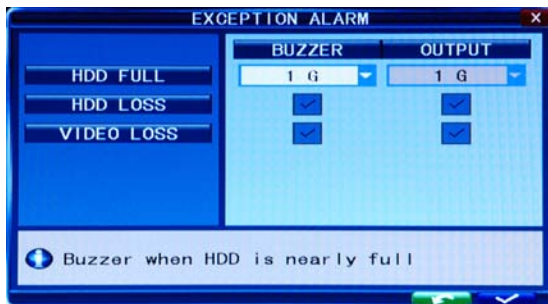 EXCEPTION ALARM
BUZZER OUTPUT
HDD FULL 1 G 1 G
HDD LOSS
VIDEO LOSS
Buzzer when HDD is nearly full